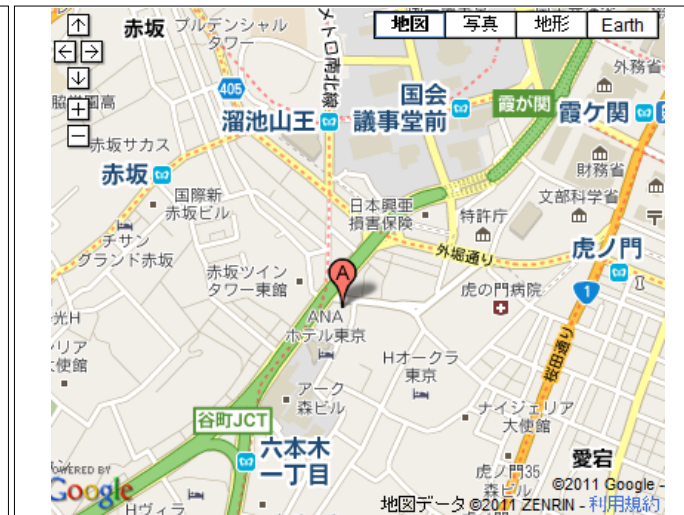 赤坂
プルデンシャル
タワー
メトロ南北線
地図
写真
地形
Earth
外務省
405
国会
議事堂前
霞が関
霞ケ関
溜池山王
赤坂サカス
赤坂
財務省
国際新
赤坂ビル
日本興亜
損害保険
文部科学省
特許庁
チサン
グランド赤坂
外堀通り
虎ノ門
赤坂ツイン
タワー東館
A
虎の門病院
1
光H
ANA
ホテル東京
桜田通り
Hオークラ
東京
アーク
森ビル
ナイジェリア
大使館
谷町JCT
六本木
一丁目
愛宕
虎ノ門35
森ビル
POWERED BY
Google
Hヴィラ
©2011 Google -
地図データ ©2011 ZENRIN - 利用規約